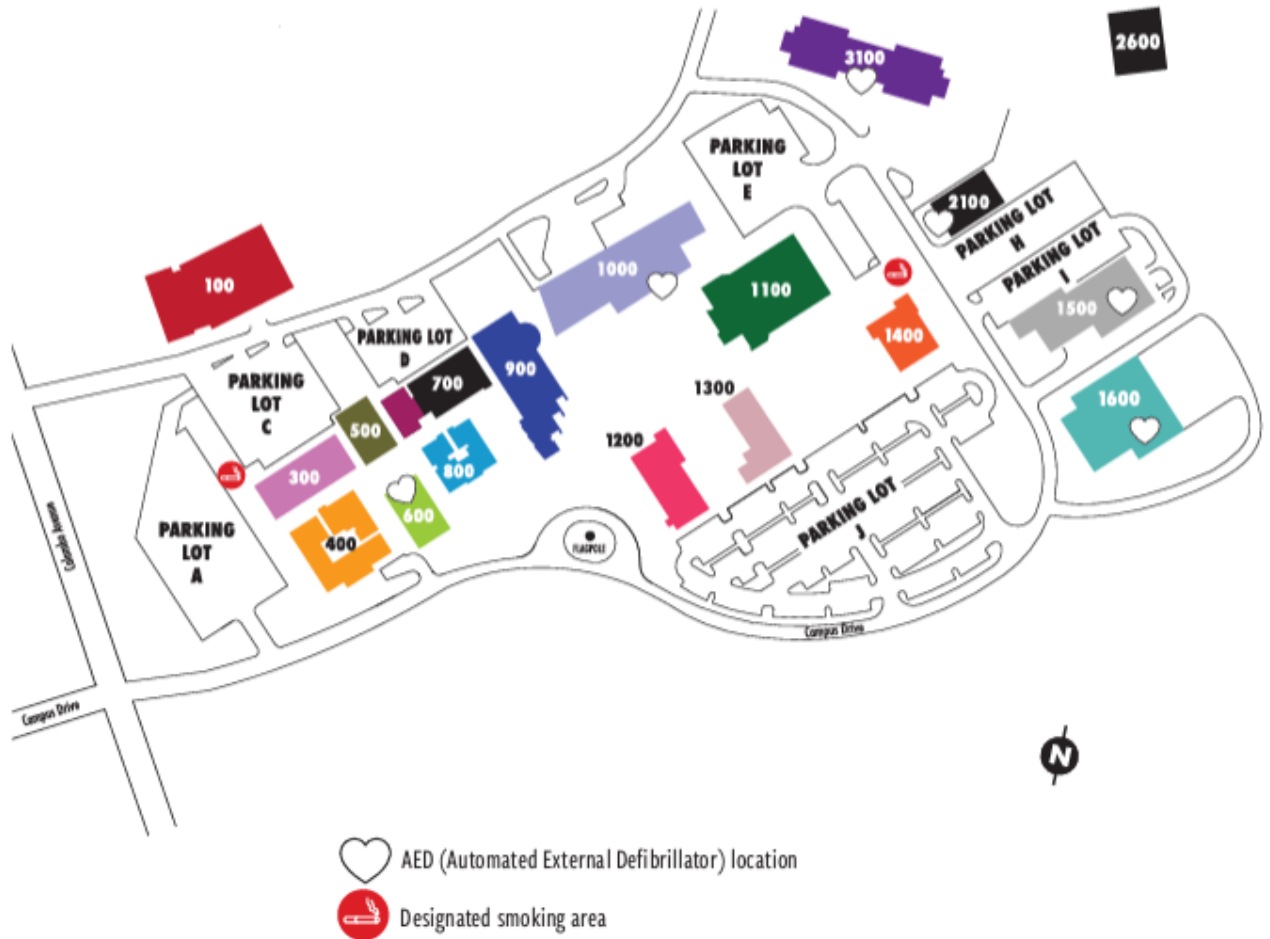 3100
2600
PARKING
LOT
E
2100
PARKING LOT
H
PARKING LOT
I
100
1000
1100
1500
PARKING LOT
D
1400
900
700
PARKING
LOT
C
1300
1600
500
1200
800
300
600
PARKING LOT
J
PARKING
LOT
A
400
FLAGPOLE
Campus Drive
Campus Drive
N
AED (Automated External Defibrillator) location
Designated smoking area